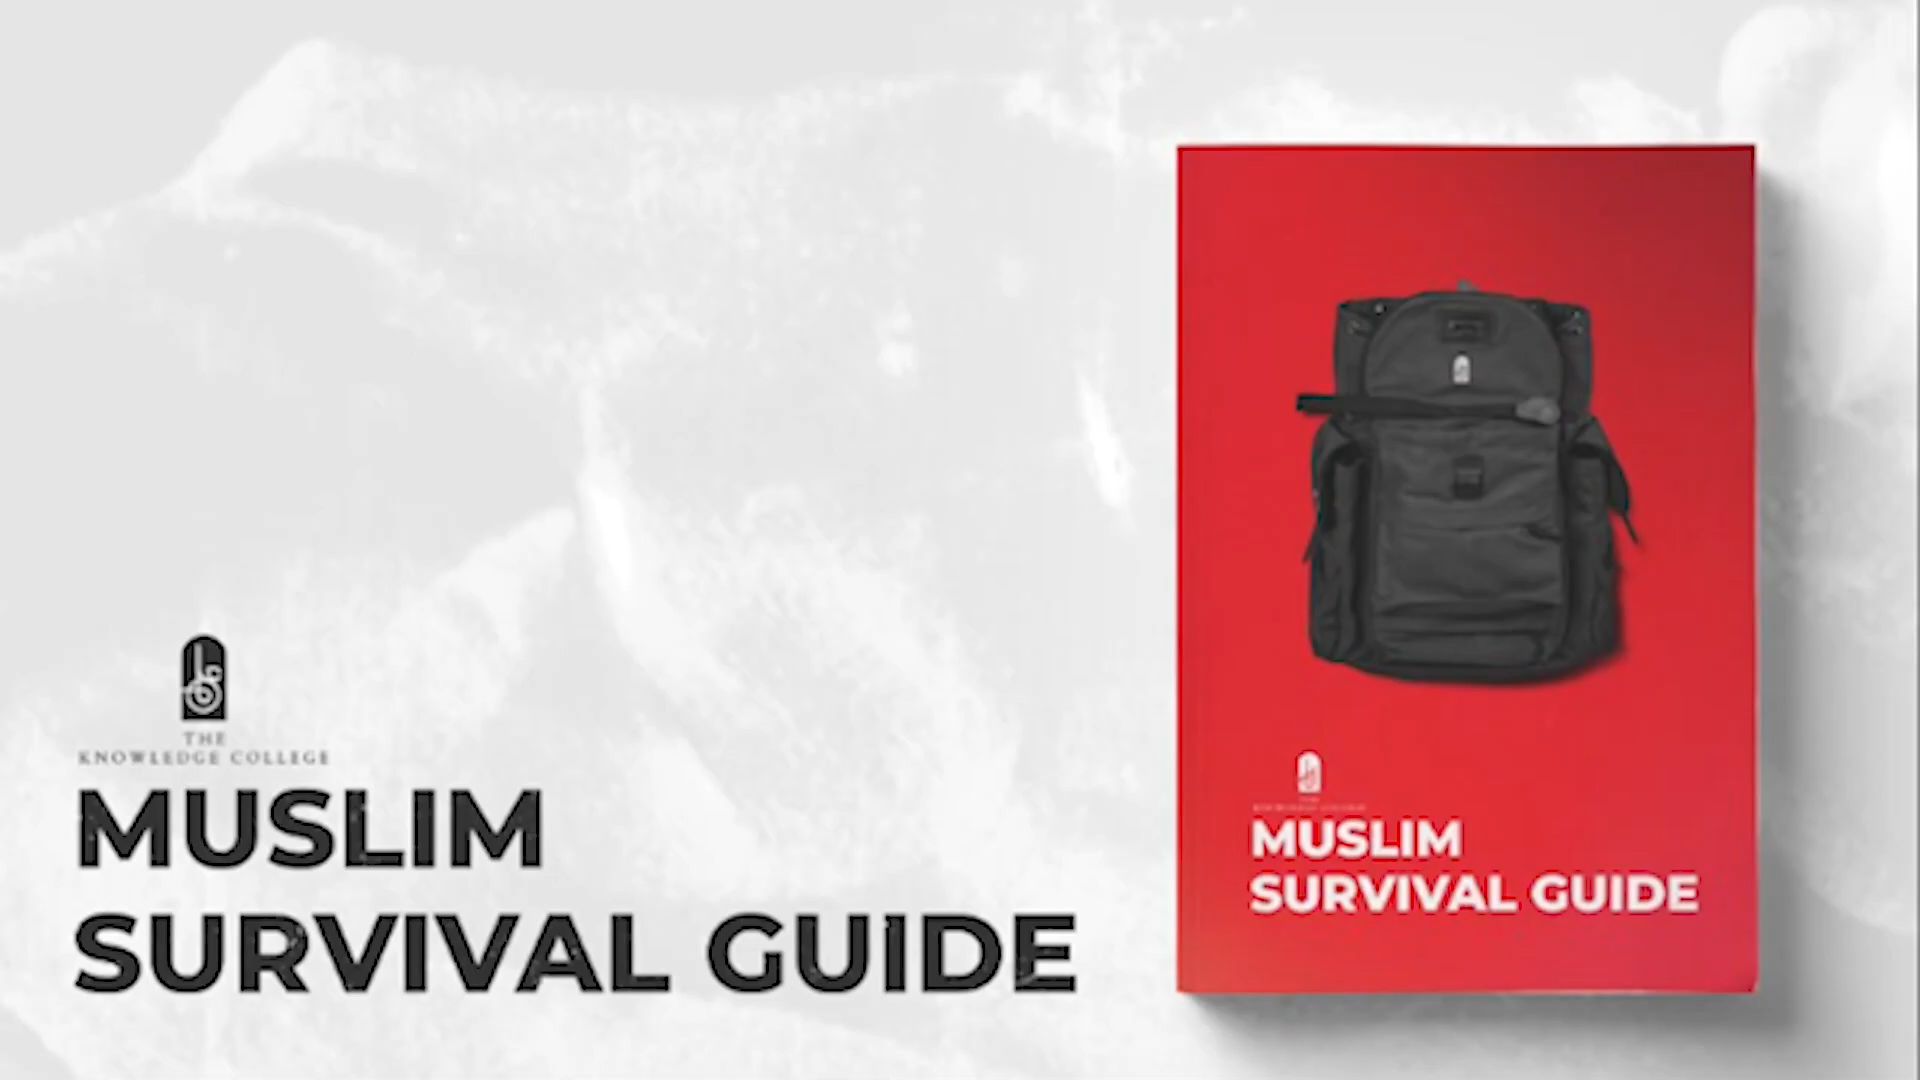 THE
KNOWLEDGE COLLEGE
MUSLIM
SURVIVAL GUIDE
MUSLIM
SURVIVAL GUIDE